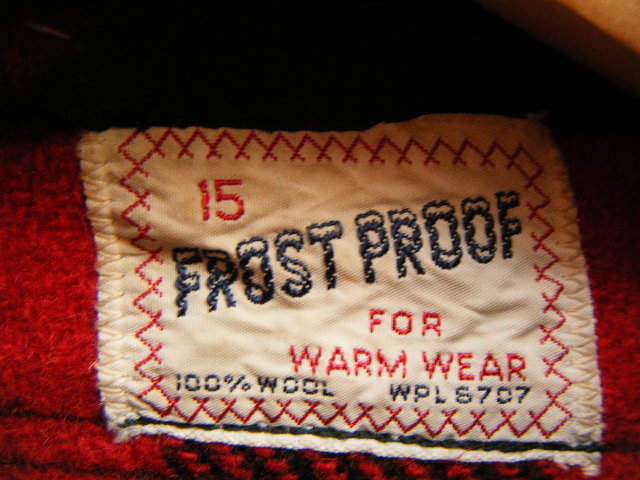 15
FROST PROOF
FOR
WARM WEAR
100% WOOL WPL 6707